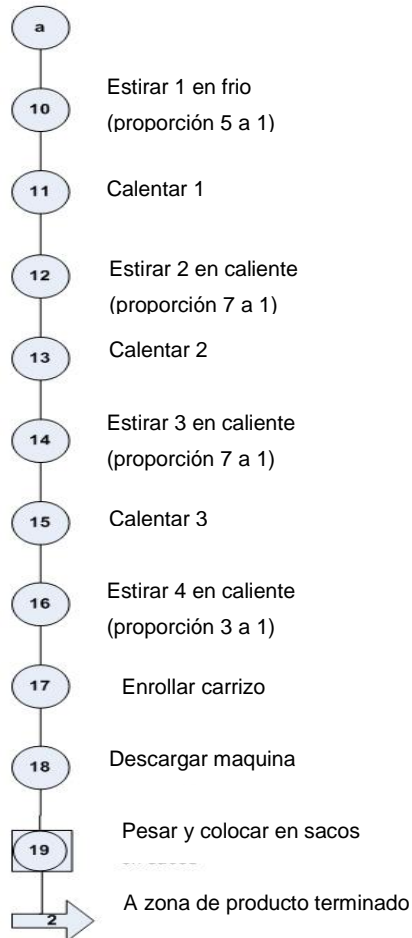 a
10
Estirar 1 en frio
(proporción 5 a 1)
11
Calentar 1
12
Estirar 2 en caliente
(proporción 7 a 1)
13
Calentar 2
14
Estirar 3 en caliente
(proporción 7 a 1)
15
Calentar 3
16
Estirar 4 en caliente
(proporción 3 a 1)
17
Enrollar carrizo
18
Descargar maquina
19
Pesar y colocar en sacos
2
A zona de producto terminado